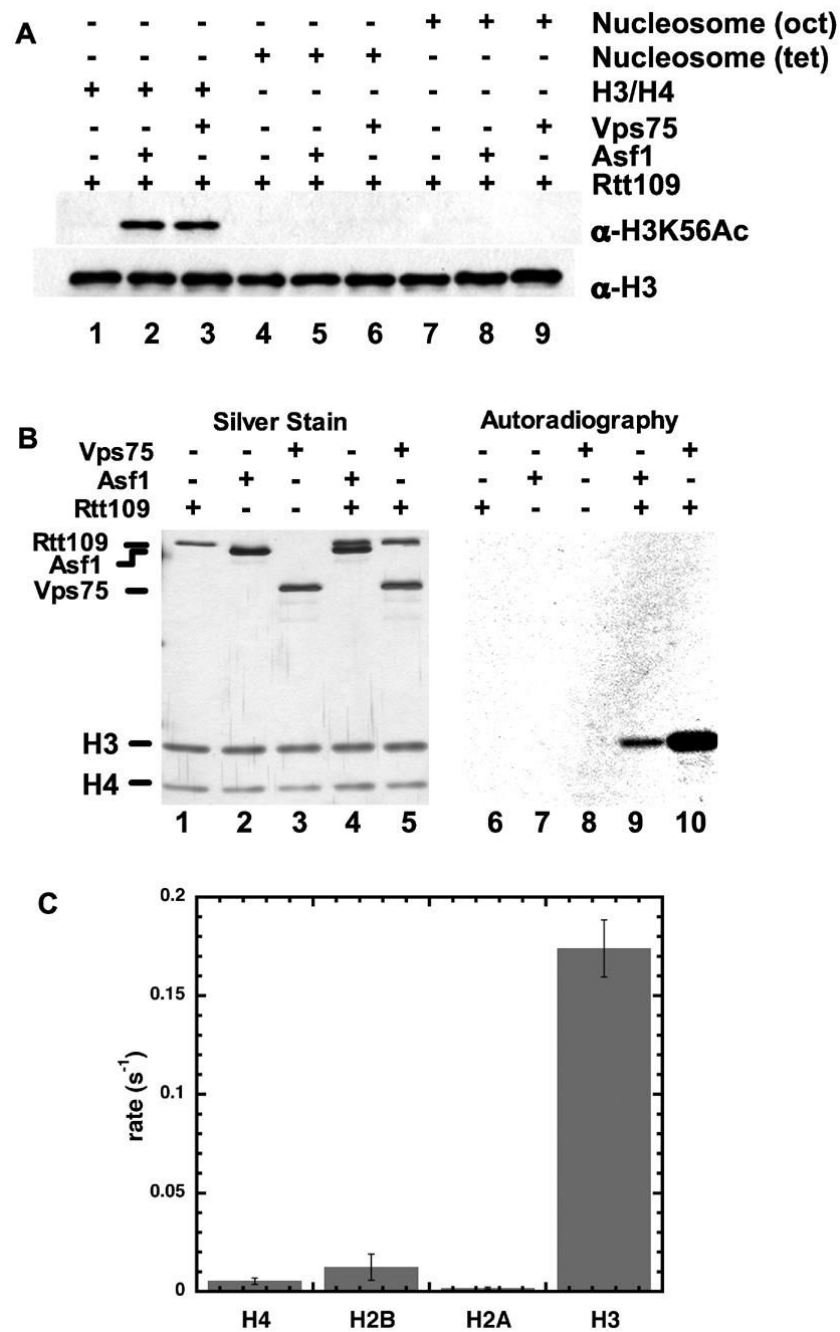 A
- - - - - - + + + Nucleosome (oct)
- - - + + + - - - Nucleosome (tet)
+ + + - - - - - - H3/H4
- - + - - + - - + Vps75
- + - - + - - + - Asf1
+ + + + + + + + + Rtt109
α-H3K56Ac
α-H3
1 2 3 4 5 6 7 8 9
B
Silver Stain Autoradiography
Vps75 - - + - + - - + - +
Asf1 - + - + - - + - + -
Rtt109 + - - + + + - - + +
Rtt109
Asf1
Vps75
H3
H4
1 2 3 4 5 6 7 8 9 10
C
0.2
0.15
0.1
0.05
0
rate (s-1)
H4 H2B H2A H3